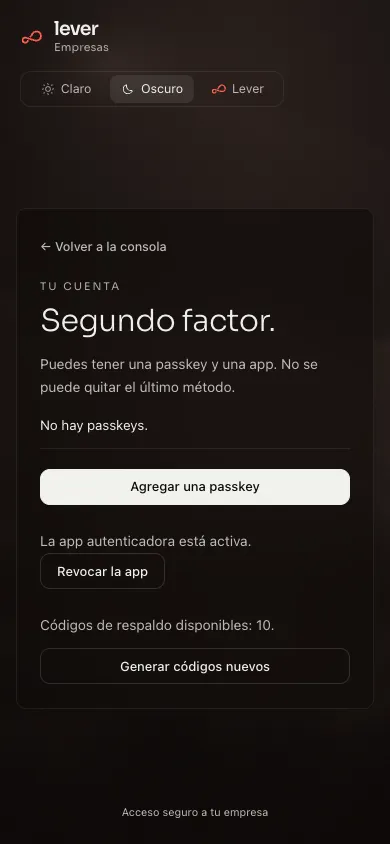 lever
Empresas
Claro
Oscuro
Lever
← Volver a la consola
TU CUENTA
Segundo factor.
Puedes tener una passkey y una app. No se
puede quitar el último método.
No hay passkeys.
Agregar una passkey
La app autenticadora está activa.
Revocar la app
Códigos de respaldo disponibles: 10.
Generar códigos nuevos
Acceso seguro a tu empresa